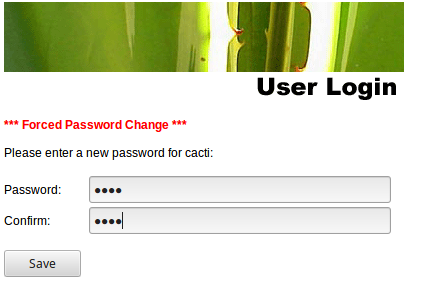 User Login
*** Forced Password Change ***
Please enter a new password for cacti:
Password: ●●●●
Confirm: ●●●●
Save